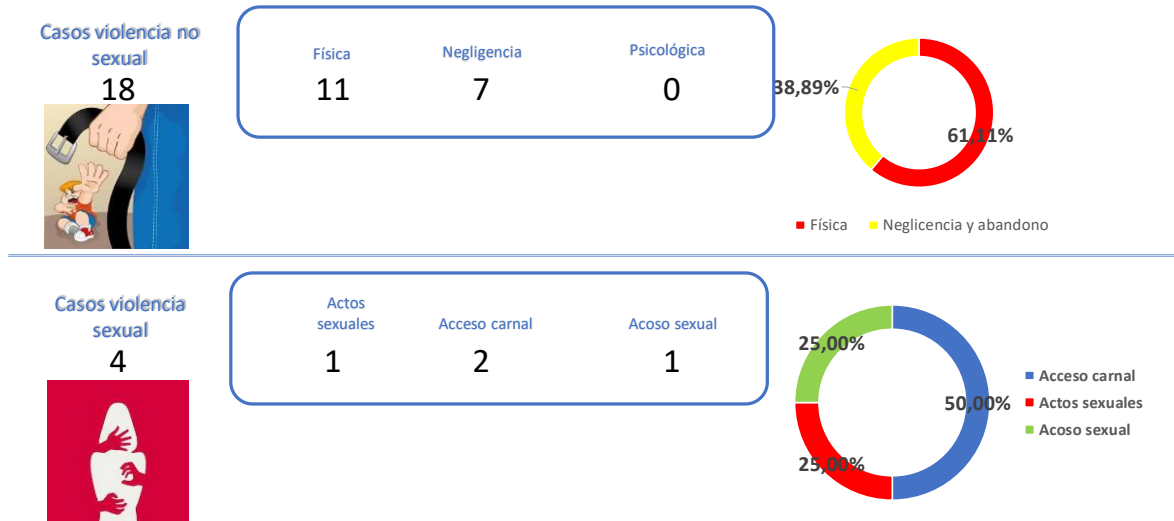 Casos violencia no
sexual
18
Física
Negligencia
Psicológica
11
7
0
38,89%
61,11%
Física
Neglicencia y abandono
Casos violencia
sexual
4
Actos
sexuales
Acceso carnal
Acoso sexual
1
2
1
25,00%
50,00%
25,00%
Acceso carnal
Actos sexuales
Acoso sexual